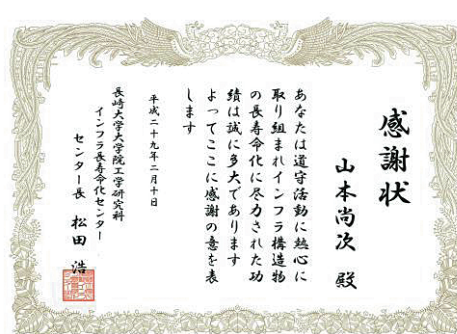 感謝状
山本尚次 殿
あなたは道守活動に熱心に
取り組まれインフラ構造物
の長寿命化に尽力された功
績は誠に多大であります
よってここに感謝の意を表
します
平成二十九年二月十日
長崎大学大学院工学研究科
インフラ長寿命化センター
センター長 松田 浩